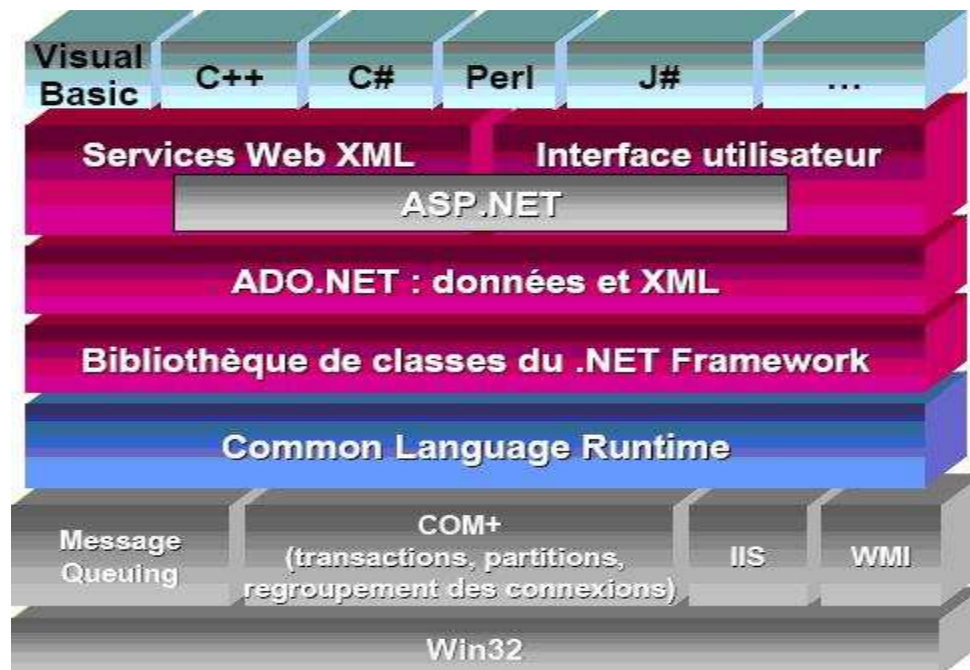 Visual
Basic
C++
C#
Perl
J#
...
Services Web XML
Interface utilisateur
ASP.NET
ADO.NET : données et XML
Bibliothèque de classes du .NET Framework
Common Language Runtime
Message
Queuing
COM+
(transactions, partitions,
regroupement des connexions)
IIS
WMI
Win32